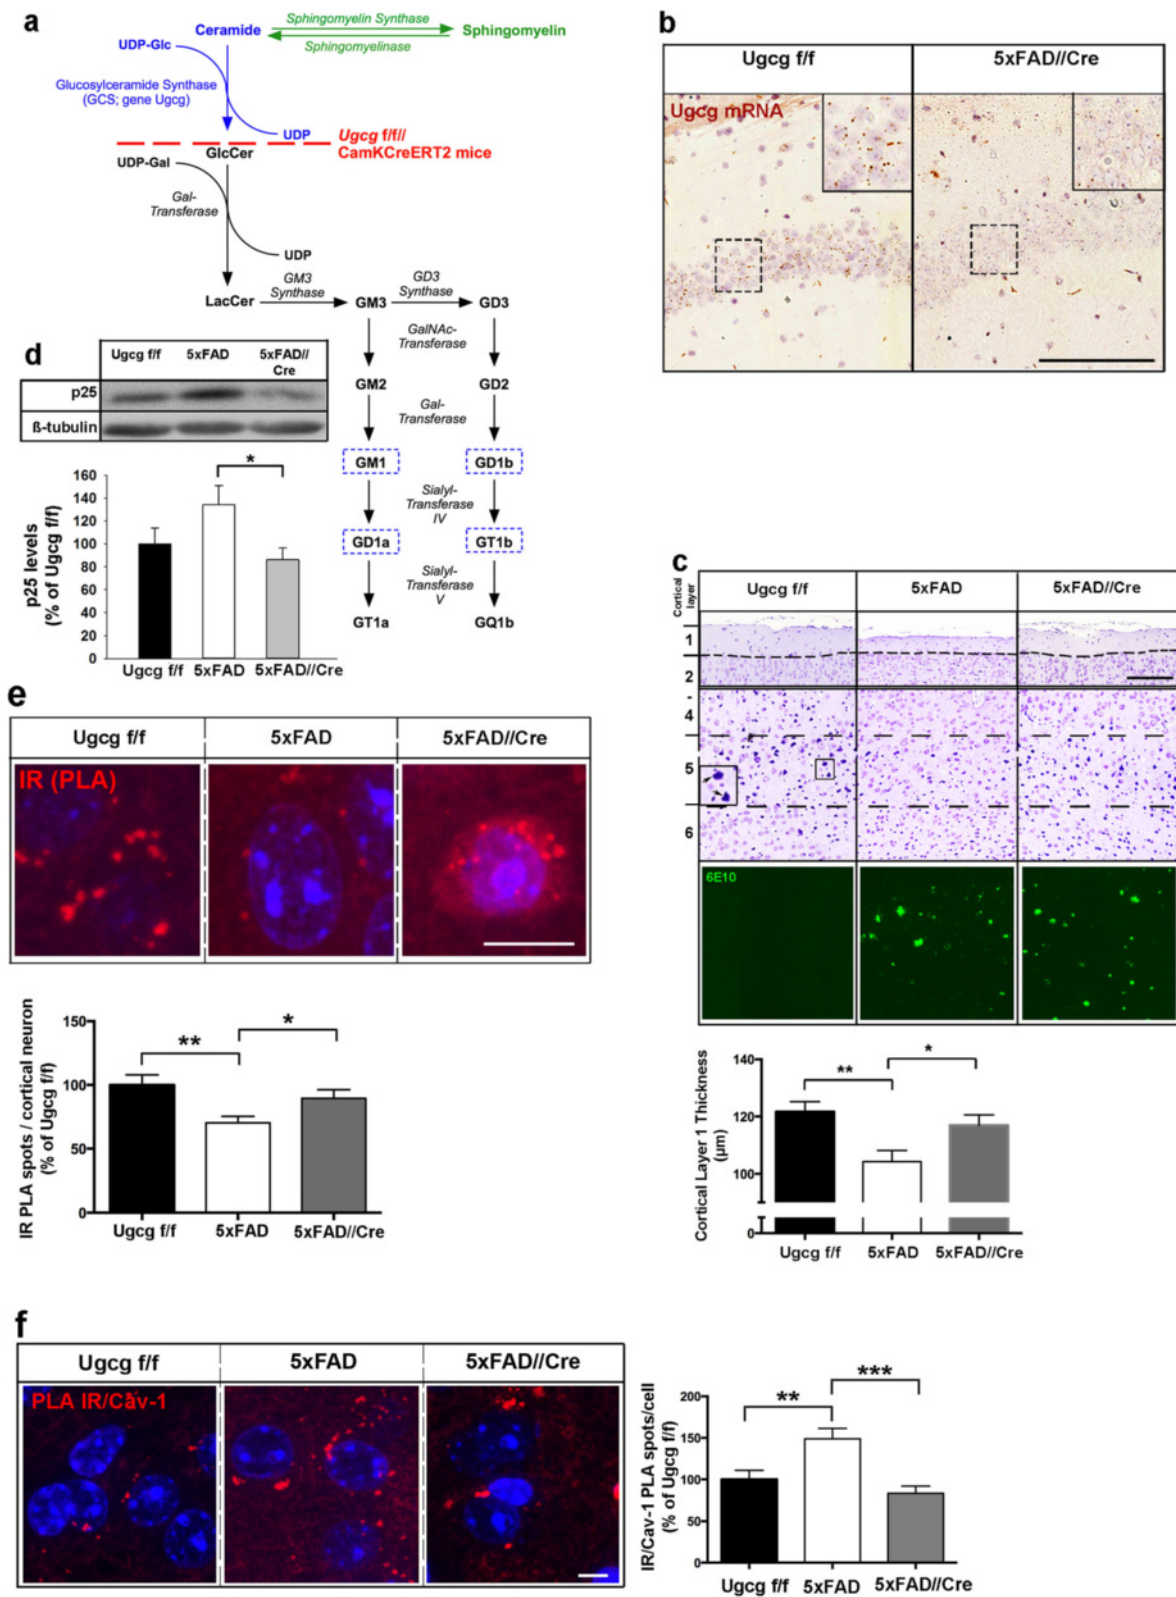 a
Ceramide
Sphingomyelin Synthase
Sphingomyelinase
Sphingomyelin
UDP-Glc
Glucosylceramide Synthase
(GCS; gene Ugcg)
UDP
Ugcg f/f//
CamKCreERT2 mice
GlcCer
UDP-Gal
Gal-
Transferase
UDP
LacCer
GM3
Synthase
GM3
GD3
Synthase
GD3
GalNAc-
Transferase
GM2
GD2
Gal-
Transferase
GM1
GD1b
Sialyl-
Transferase
IV
GD1a
GT1b
Sialyl-
Transferase
V
GT1a
GQ1b
b
Ugcg f/f
5xFAD//Cre
Ugcg mRNA
d
Ugcg f/f
5xFAD
5xFAD//
Cre
p25
ß-tubulin
*
p25 levels
(% of Ugcg f/f)
160
140
120
100
80
60
40
20
0
Ugcg f/f
5xFAD
5xFAD//Cre
c
Cortical
layer
Ugcg f/f
5xFAD
5xFAD//Cre
1
2
-
4
5
6
6E10
Cortical Layer 1 Thickness
(µm)
140
120
100
0
**
*
Ugcg f/f
5xFAD
5xFAD//Cre
e
Ugcg f/f
5xFAD
5xFAD//Cre
IR (PLA)
IR PLA spots / cortical neuron
(% of Ugcg f/f)
150
100
50
0
**
*
Ugcg f/f
5xFAD
5xFAD//Cre
f
Ugcg f/f
5xFAD
5xFAD//Cre
PLA IR/Cav-1
IR/Cav-1 PLA spots/cell
(% of Ugcg f/f)
200
150
100
50
0
**
***
Ugcg f/f
5xFAD
5xFAD//Cre